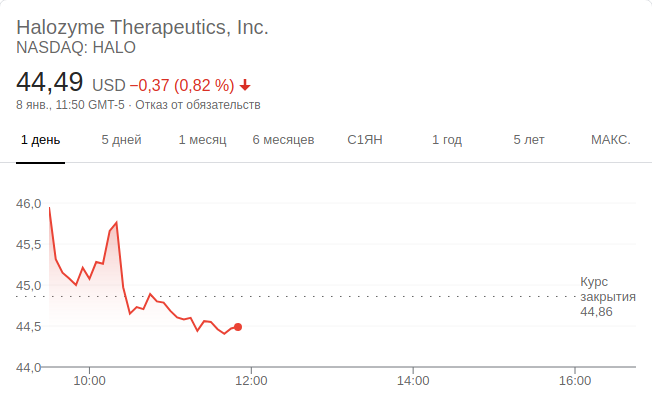 Halozyme Therapeutics, Inc.
NASDAQ: HALO
44,49 USD −0,37 (0,82 %)
8 янв., 11:50 GMT-5 · Отказ от обязательств
1 день 5 дней 1 месяц 6 месяцев С1ЯН 1 год 5 лет МАКС.
46,0
45,5
45,0
44,5
44,0
Курс
закрытия
44,86
10:00 12:00 14:00 16:00